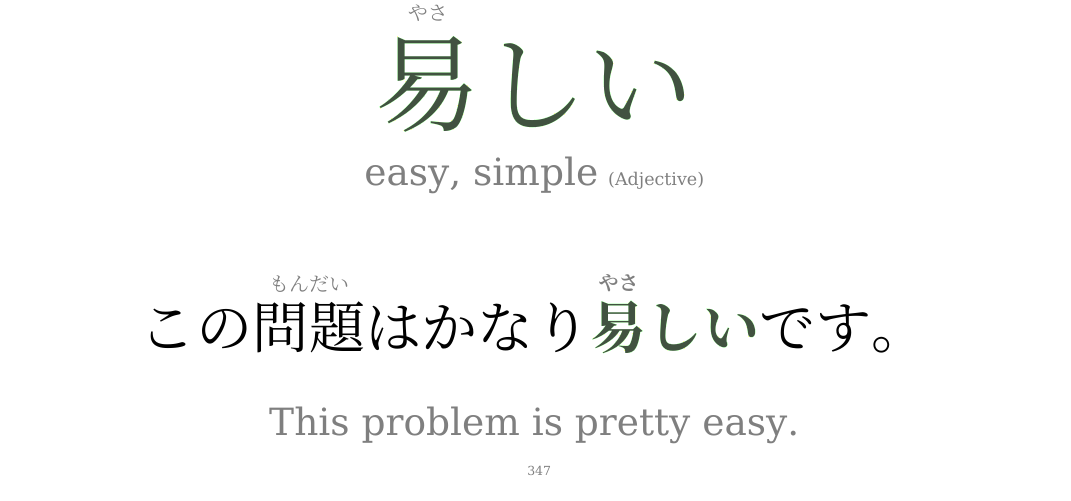 やさ
易しい
easy, simple (Adjective)
もんだい やさ
この問題はかなり易しいです。
This problem is pretty easy.
347